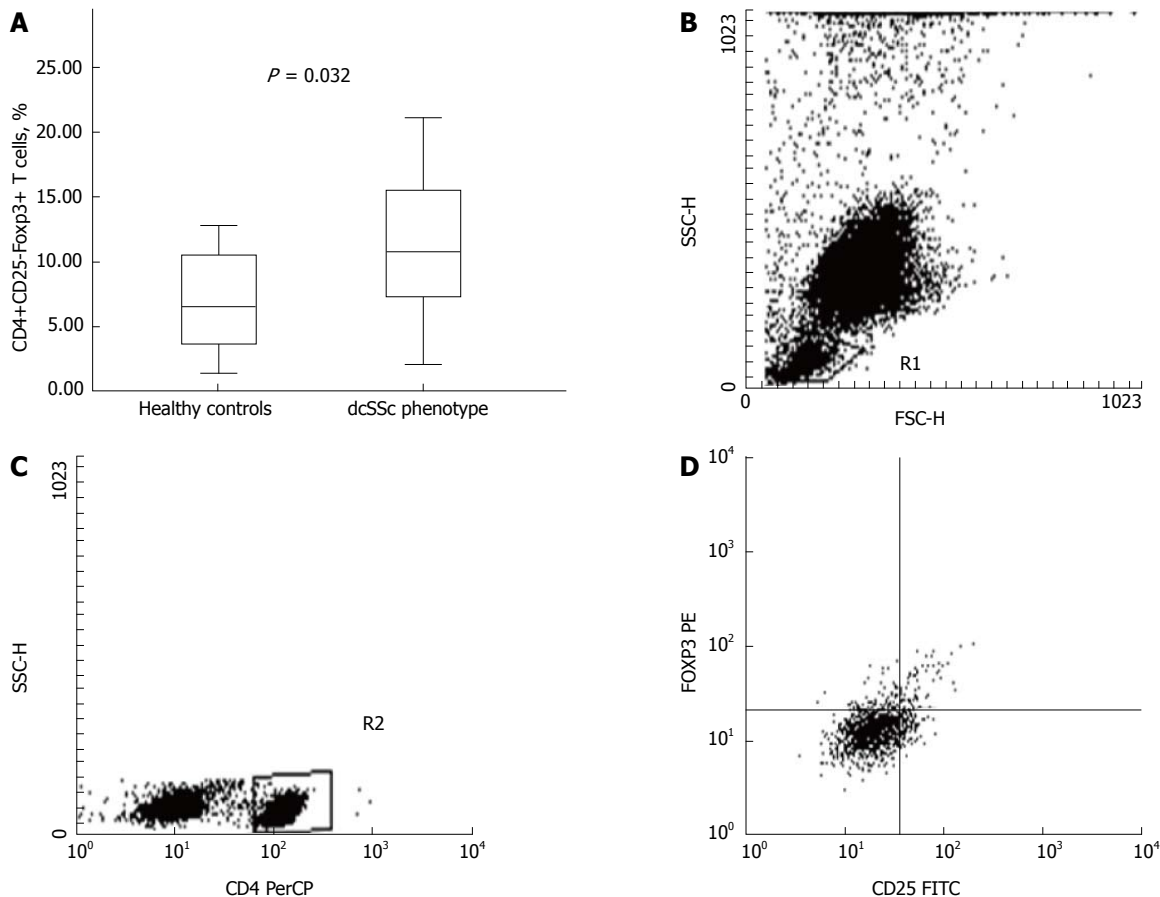 A
P = 0.032
CD4+CD25-Foxp3+ T cells, %
25.00
20.00
15.00
10.00
5.00
0.00
Healthy controls
dcSSc phenotype
B
SSC-H
1023
0
R1
0
1023
FSC-H
C
SSC-H
1023
0
R2
10^0
10^1
10^2
10^3
10^4
CD4 PerCP
D
FOXP3 PE
10^4
10^3
10^2
10^1
10^0
10^0
10^1
10^2
10^3
10^4
CD25 FITC